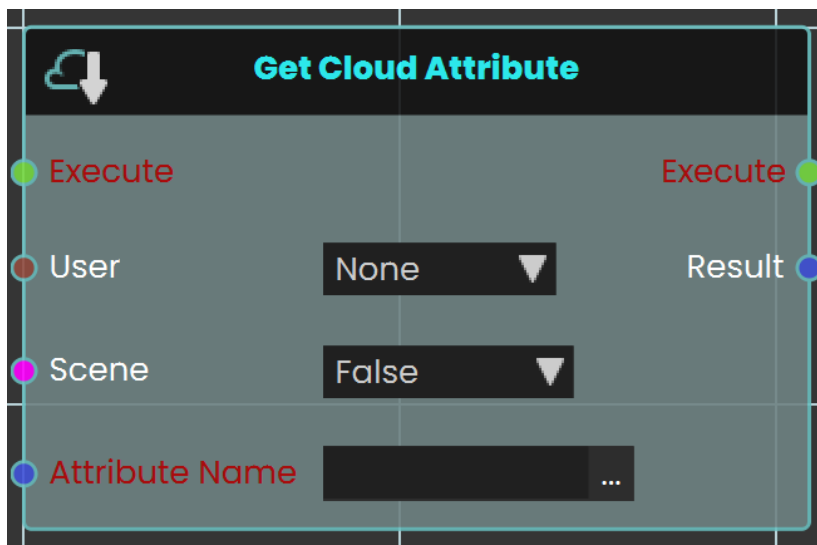 Get Cloud Attribute
Execute Execute
User None Result
Scene False
Attribute Name ...